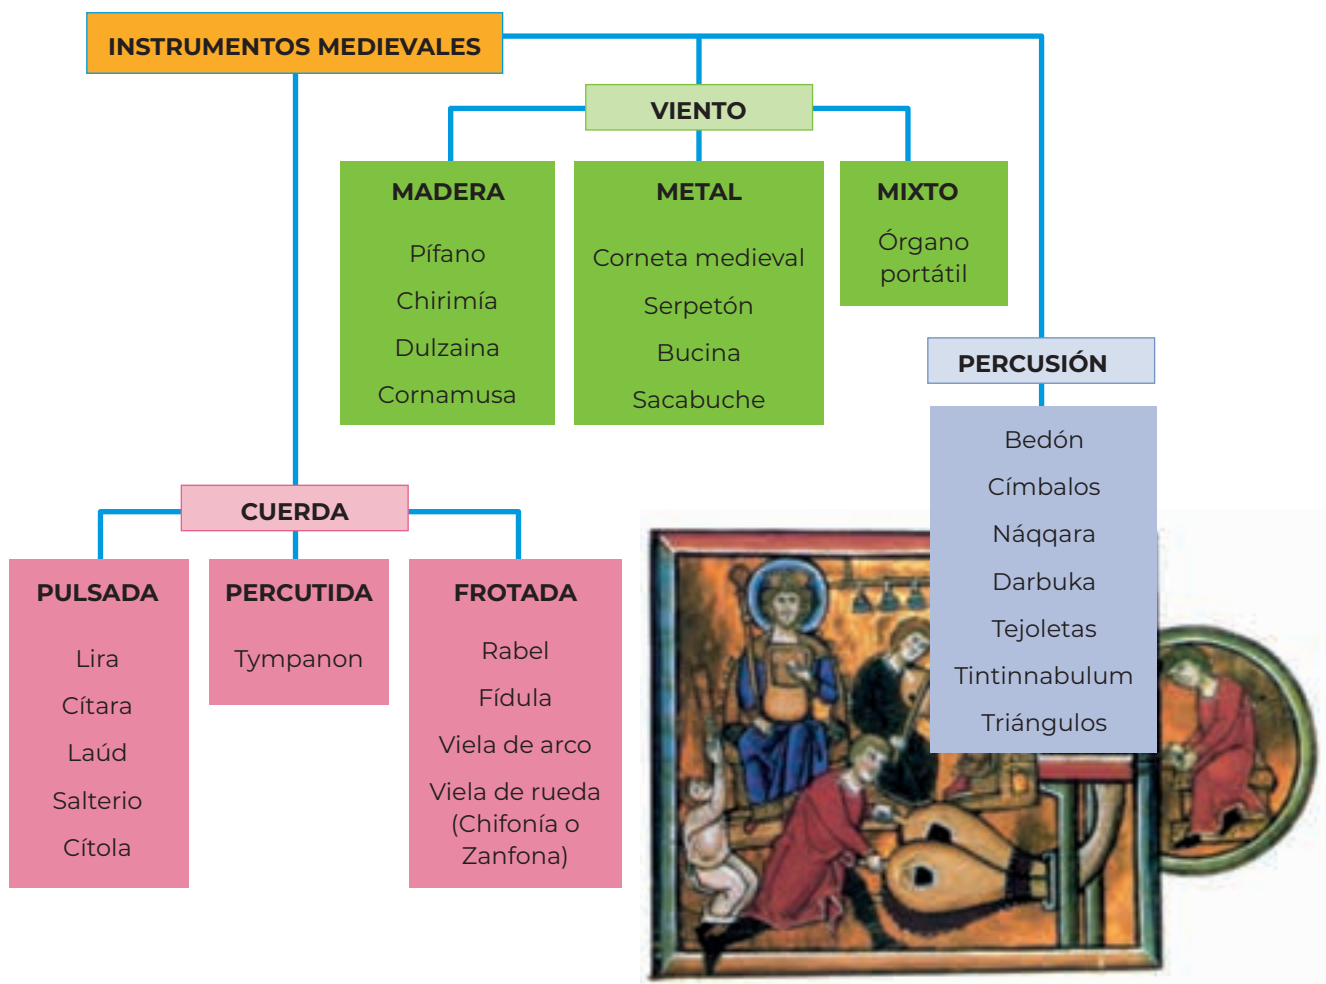 INSTRUMENTOS MEDIEVALES
VIENTO
MADERA
Pífano
Chirimía
Dulzaina
Cornamusa
METAL
Corneta medieval
Serpetón
Bucina
Sacabuche
MIXTO
Órgano
portátil
PERCUSIÓN
Bedón
Címbalos
Náqqara
Darbuka
Tejoletas
Tintinnabulum
Triángulos
CUERDA
PULSADA
Lira
Cítara
Laúd
Salterio
Cítola
PERCUTIDA
Tympanon
FROTADA
Rabel
Fídula
Viela de arco
Viela de rueda
(Chifonía o
Zanfona)